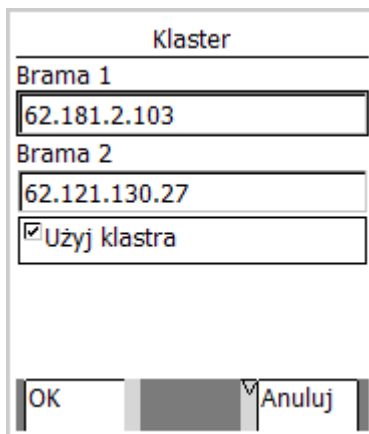 Klaster
Brama 1
62.181.2.103
Brama 2
62.121.130.27
Użyj klastra
OK
Anuluj